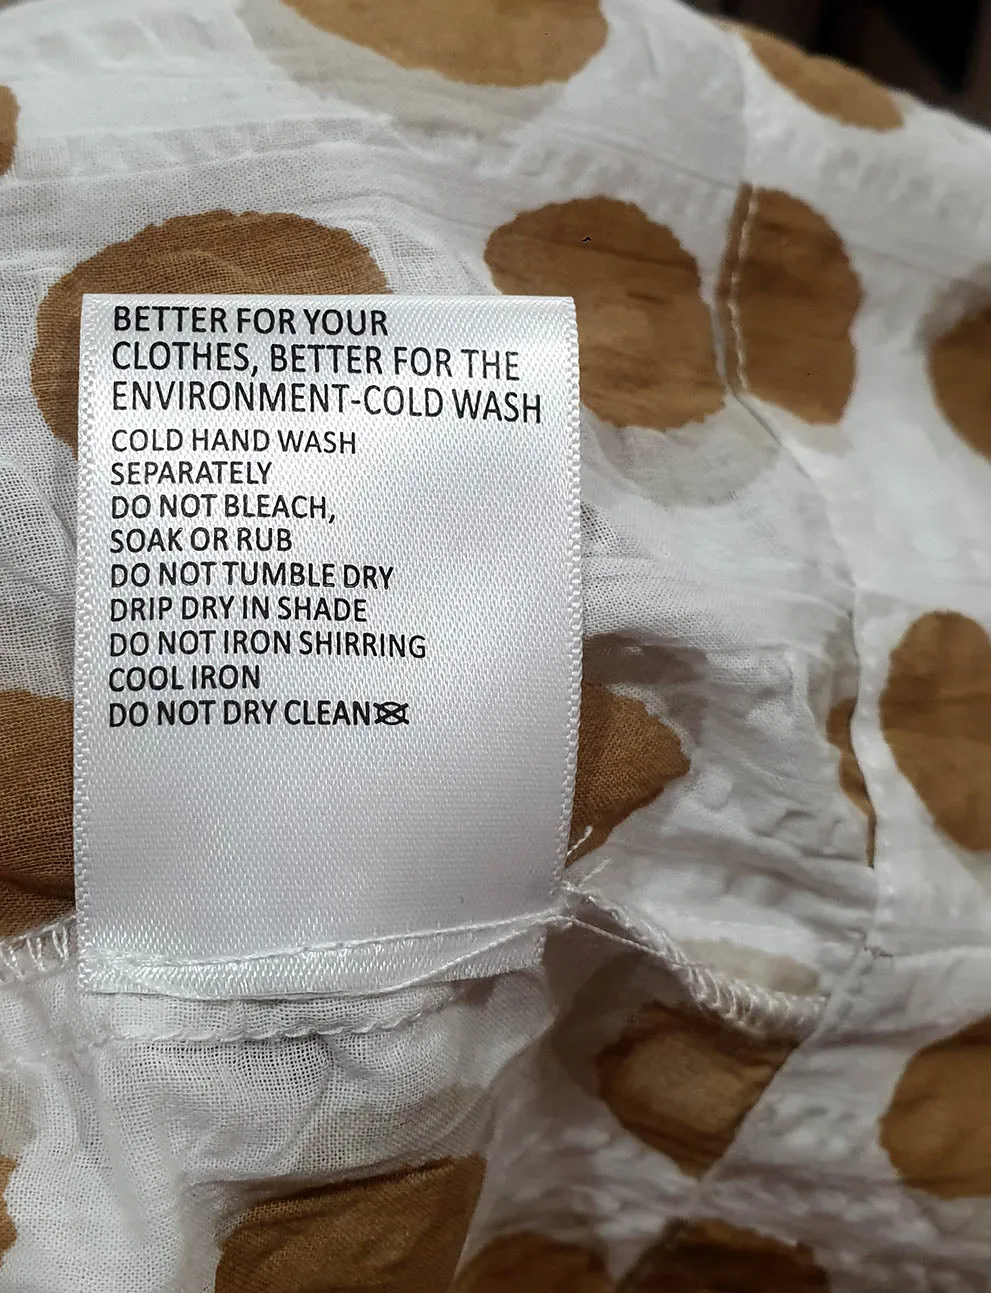 BETTER FOR YOUR
CLOTHES, BETTER FOR THE
ENVIRONMENT-COLD WASH
COLD HAND WASH
SEPARATELY
DO NOT BLEACH,
SOAK OR RUB
DO NOT TUMBLE DRY
DRIP DRY IN SHADE
DO NOT IRON SHIRRING
COOL IRON
DO NOT DRY CLEAN